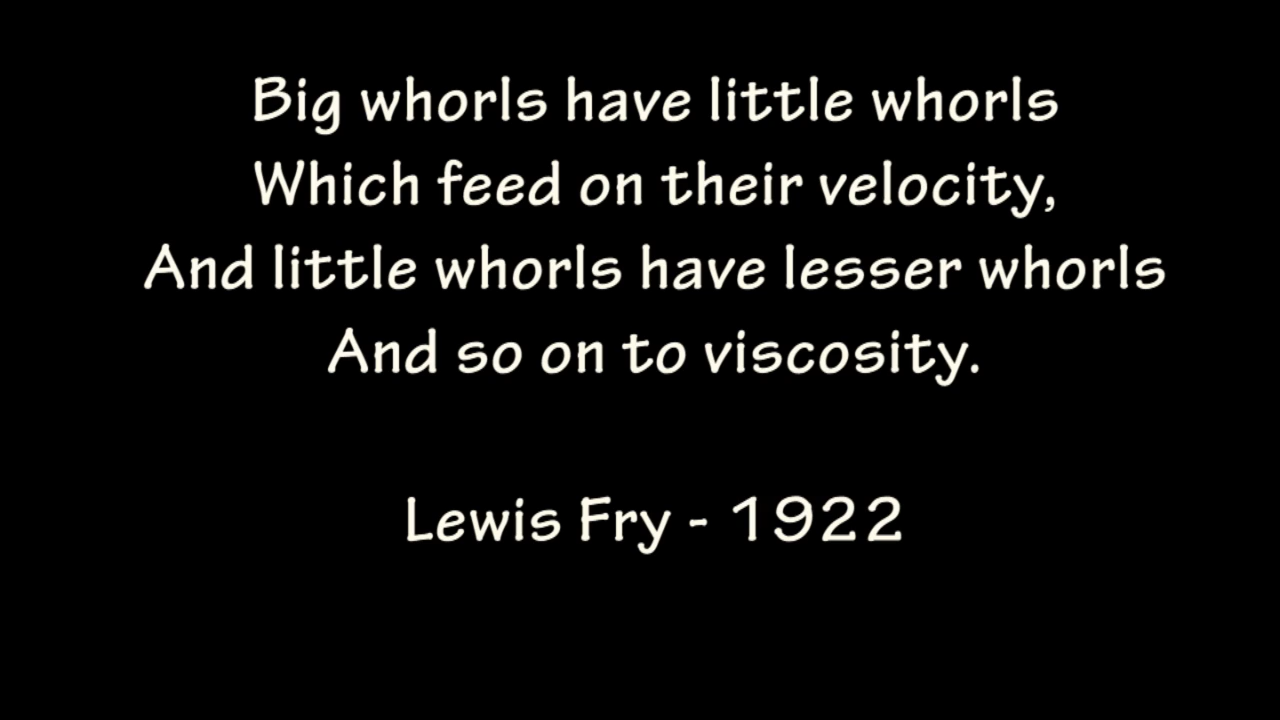 Big whorls have little whorls
Which feed on their velocity,
And little whorls have lesser whorls
And so on to viscosity.
Lewis Fry - 1922